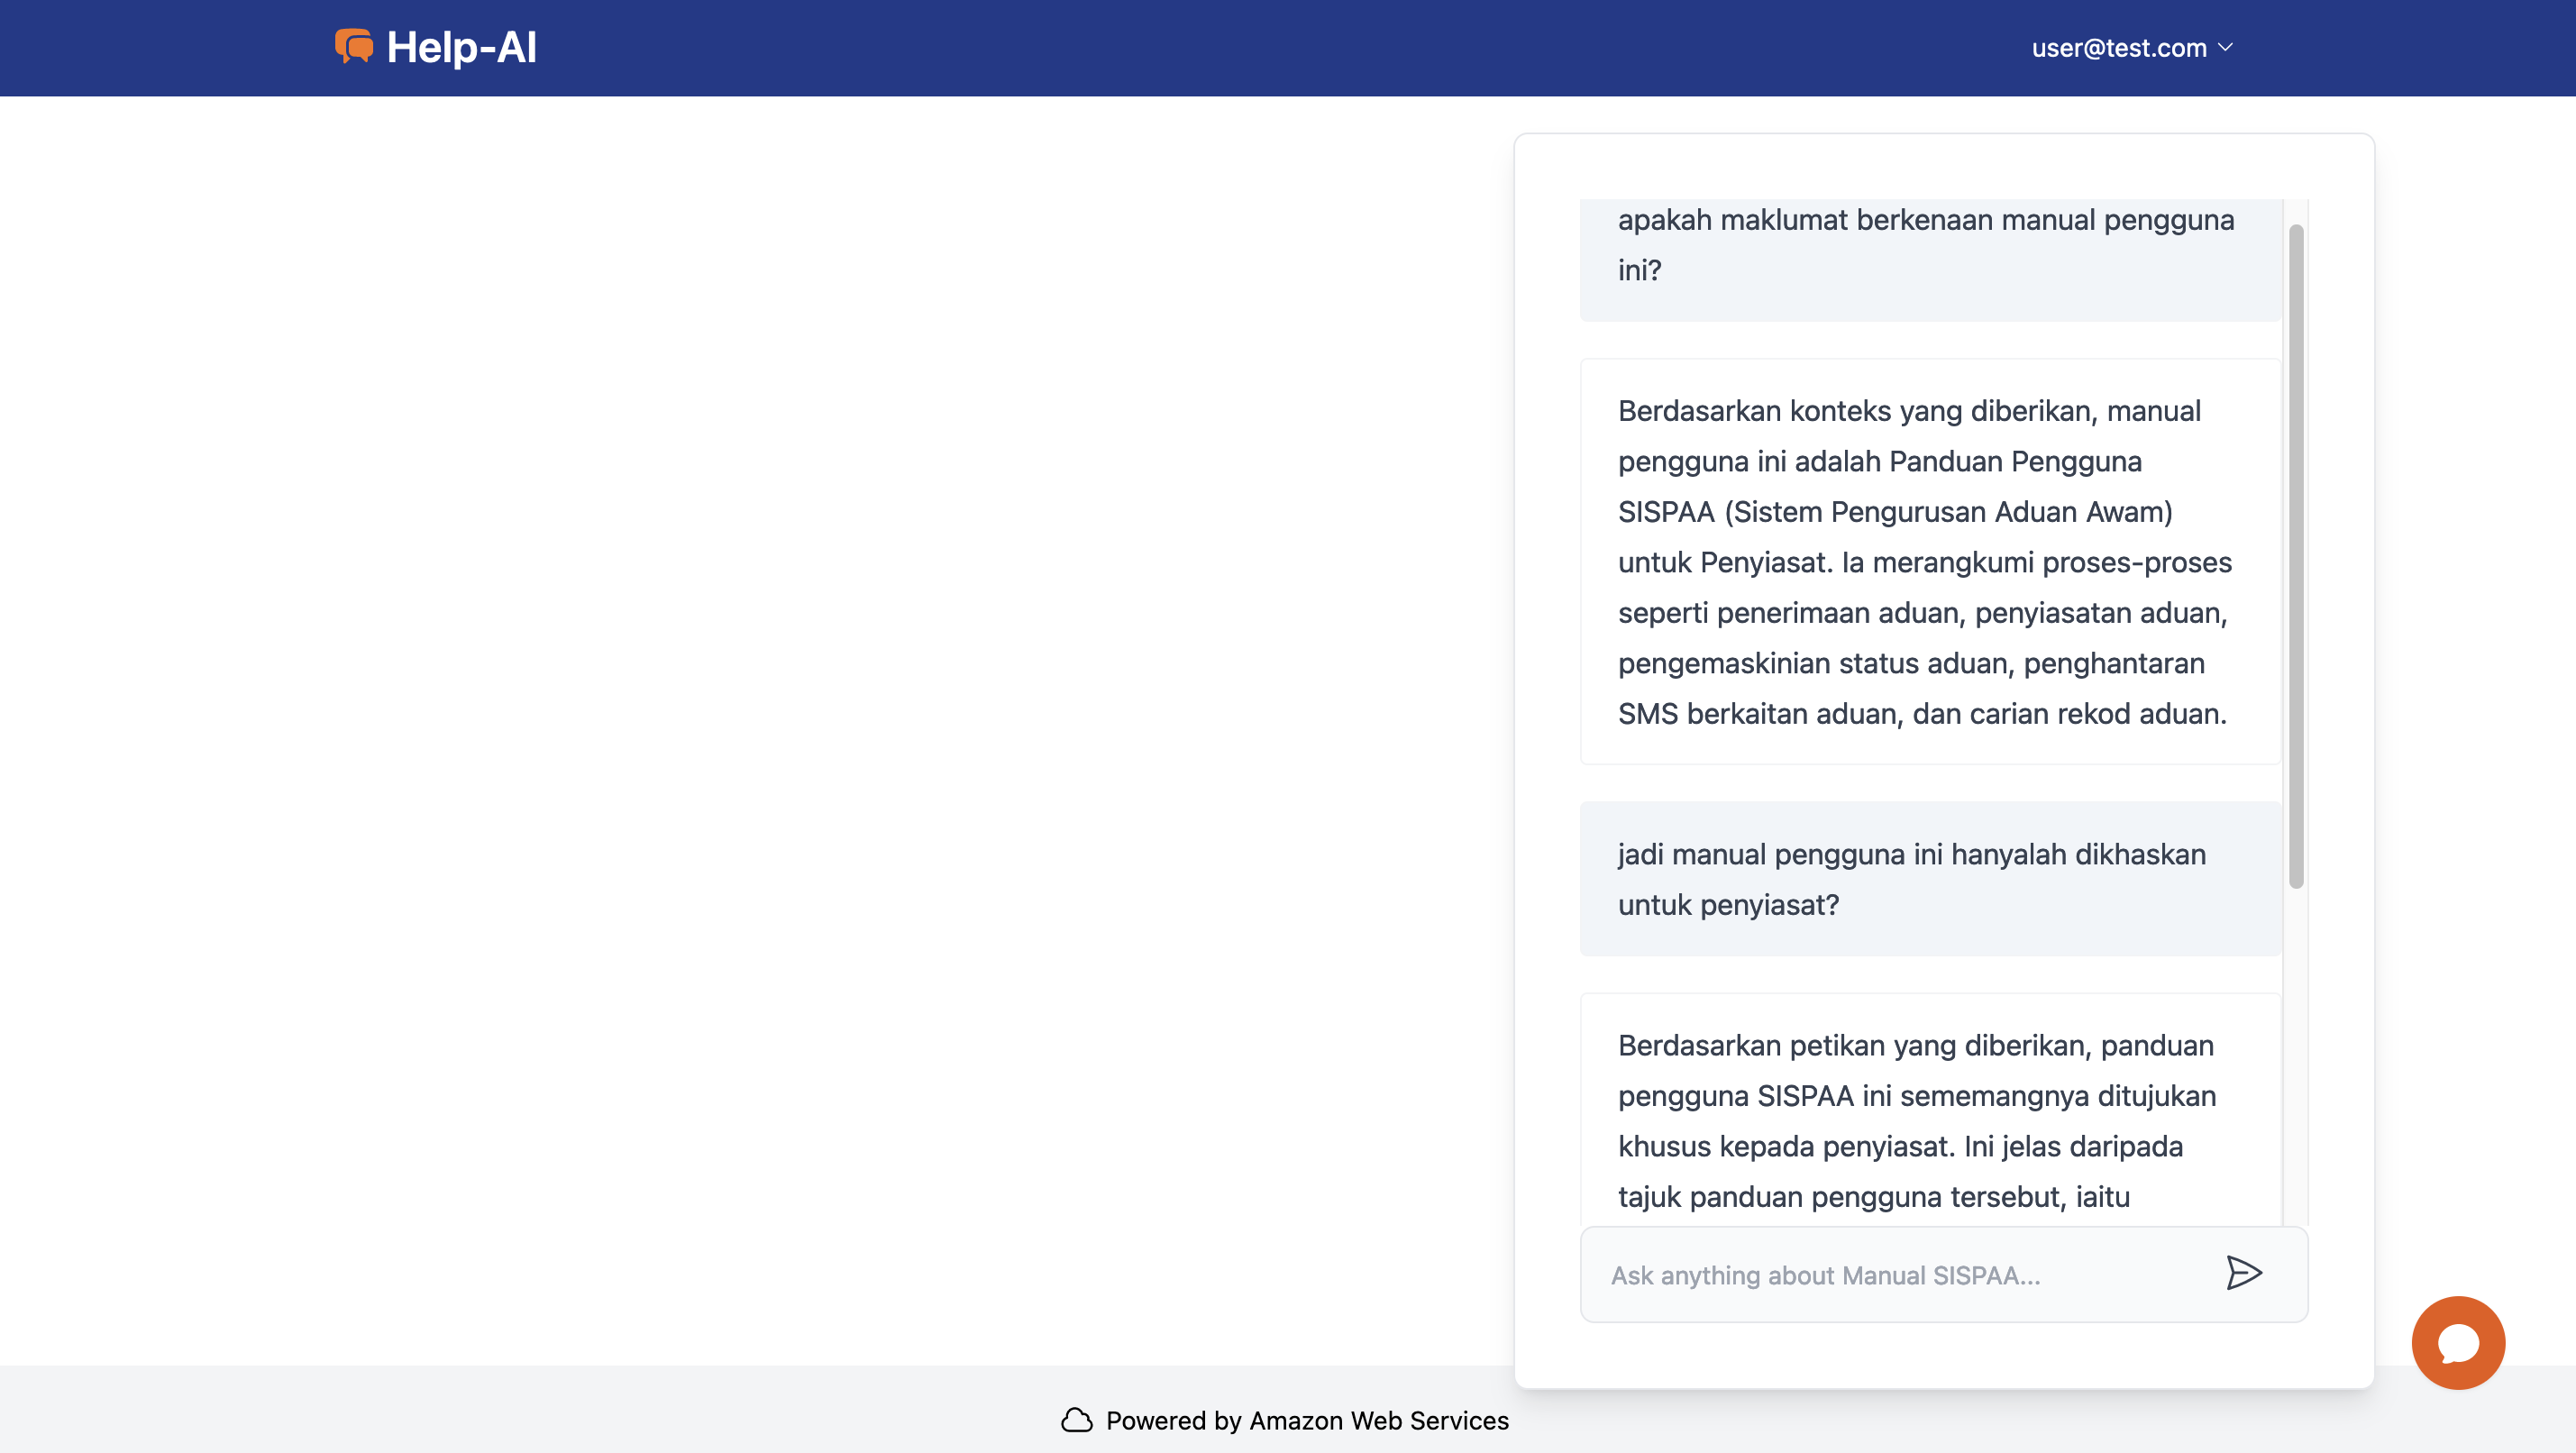 Help-AI
user@test.com
apakah maklumat berkenaan manual pengguna
ini?
Berdasarkan konteks yang diberikan, manual
pengguna ini adalah Panduan Pengguna
SISPAA (Sistem Pengurusan Aduan Awam)
untuk Penyiasat. Ia merangkumi proses-proses
seperti penerimaan aduan, penyiasatan aduan,
pengemaskinian status aduan, penghantaran
SMS berkaitan aduan, dan carian rekod aduan.
jadi manual pengguna ini hanyalah dikhaskan
untuk penyiasat?
Berdasarkan petikan yang diberikan, panduan
pengguna SISPAA ini sememangnya ditujukan
khusus kepada penyiasat. Ini jelas daripada
tajuk panduan pengguna tersebut, iaitu
Ask anything about Manual SISPAA...
Powered by Amazon Web Services